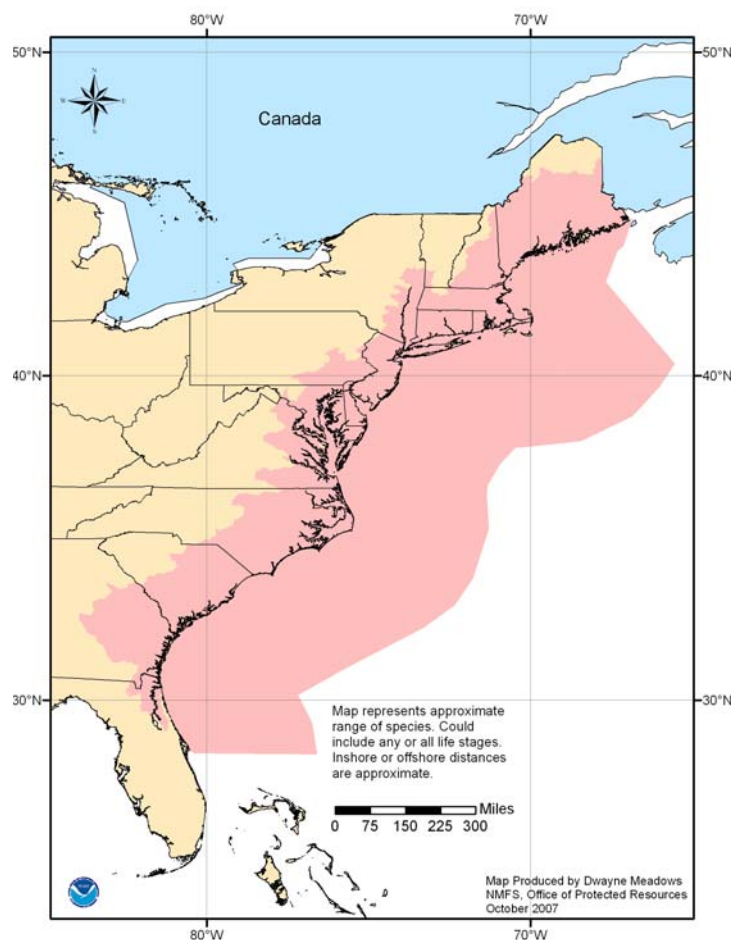 80°W
70°W
50°N
50°N
Canada
40°N
40°N
30°N
30°N
Map represents approximate
range of species. Could
include any or all life stages.
Inshore or offshore distances
are approximate.
Miles
0 75 150 225 300
Map Produced by Dwayne Meadows
NMFS, Office of Protected Resources
October 2007
80°W
70°W